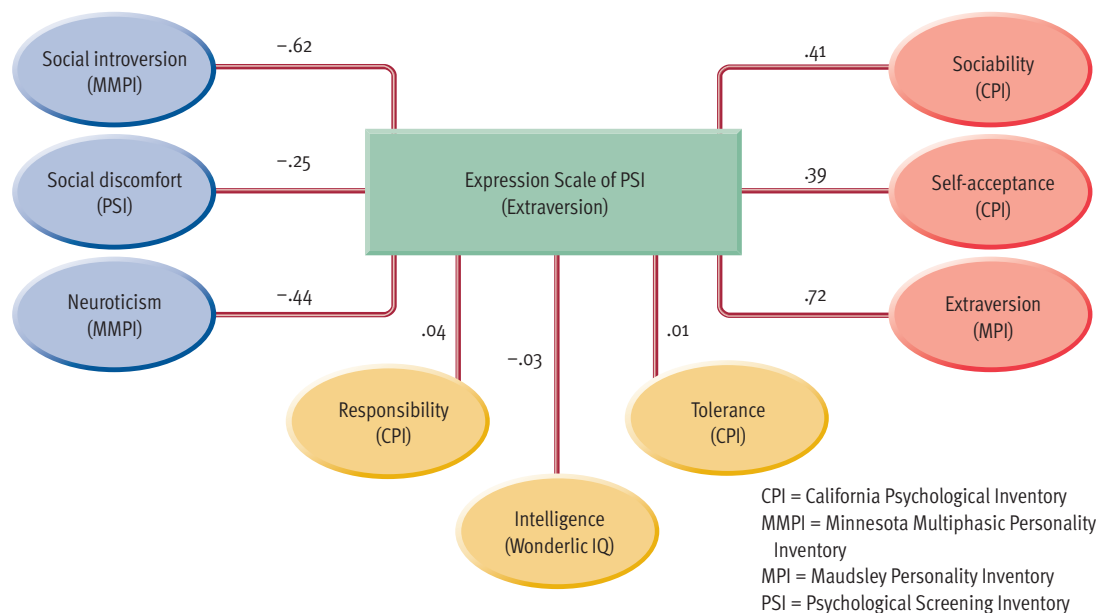 Social introversion
(MMPI)
−.62
.41
Sociability
(CPI)
Social discomfort
(PSI)
−.25
Expression Scale of PSI
(Extraversion)
.39
Self-acceptance
(CPI)
Neuroticism
(MMPI)
−.44
.72
Extraversion
(MPI)
.04
−.03
.01
Responsibility
(CPI)
Tolerance
(CPI)
Intelligence
(Wonderlic IQ)
CPI = California Psychological Inventory
MMPI = Minnesota Multiphasic Personality
Inventory
MPI = Maudsley Personality Inventory
PSI = Psychological Screening Inventory